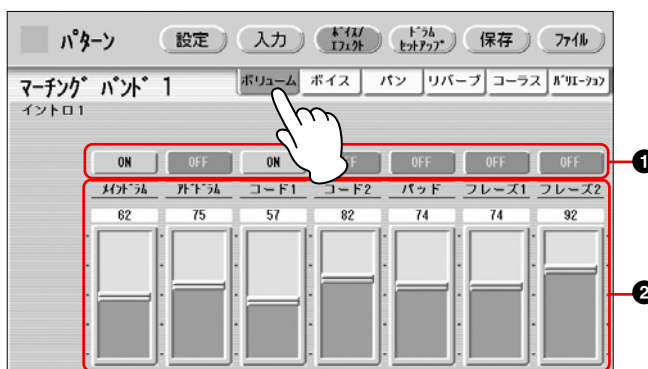 パターン 設定 入力 ボイス/エフェクト ドラムセットアップ 保存 ファイル
マーチング バンド 1 ボリューム ボイス パン リバーブ コーラス バリエーション
イントロ1
ON OFF ON FF OFF OFF OFF ❶
メインドラム アドドラム コード1 コード2 パッド フレーズ1 フレーズ2
62 75 57 82 74 74 92
❷